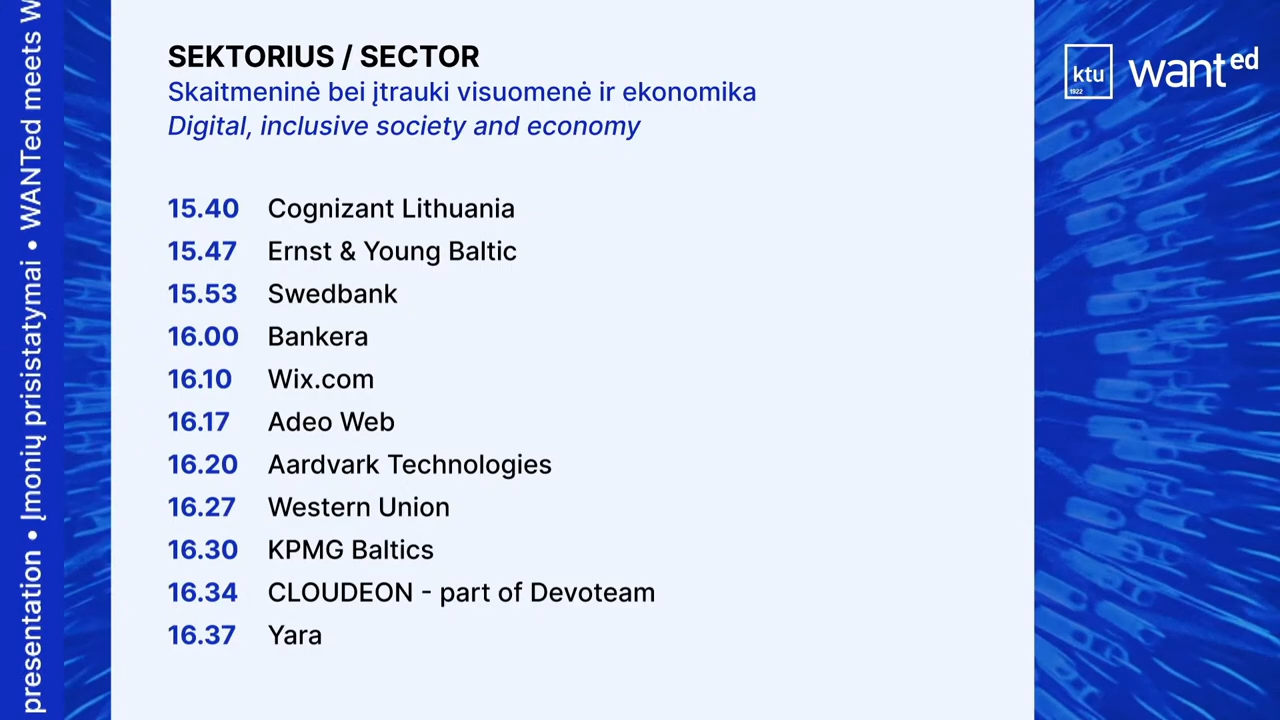 SEKTORIUS / SECTOR
Skaitmeninė bei įtrauki visuomenė ir ekonomika
Digital, inclusive society and economy
15.40 Cognizant Lithuania
15.47 Ernst & Young Baltic
15.53 Swedbank
16.00 Bankera
16.10 Wix.com
16.17 Adeo Web
16.20 Aardvark Technologies
16.27 Western Union
16.30 KPMG Baltics
16.34 CLOUDEON - part of Devoteam
16.37 Yara
presentation • Įmonių prisistatymai • WANTed meets W
ktu
1922
wanted